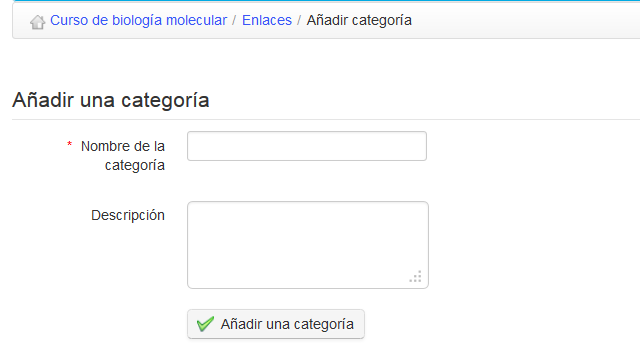 Curso de biología molecular / Enlaces / Añadir categoría
Añadir una categoría
* Nombre de la
categoría
Descripción
Añadir una categoría